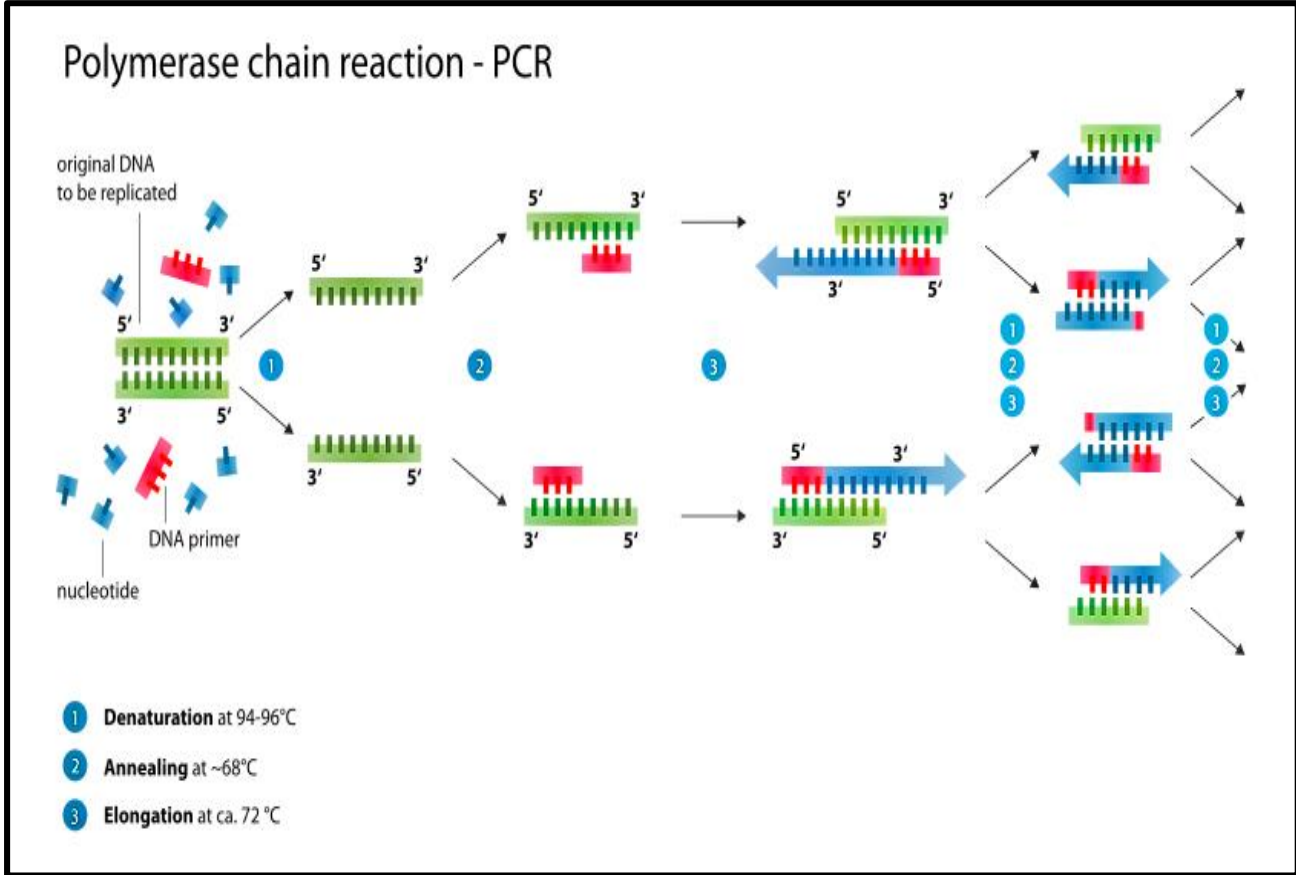 Polymerase chain reaction - PCR
original DNA
to be replicated
5‘ 3‘
3‘ 5‘
DNA primer
nucleotide
1
5‘ 3‘
3‘ 5‘
2
5‘ 3‘
3‘ 5‘
3
5‘ 3‘
3‘ 5‘
5‘ 3‘
3‘ 5‘
1
2
3
1
2
3
1 Denaturation at 94-96°C
2 Annealing at ~68°C
3 Elongation at ca. 72 °C